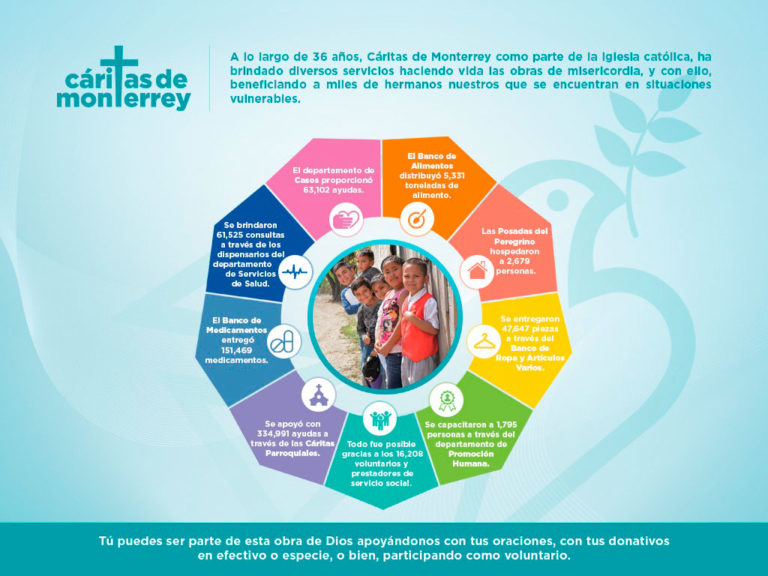 cáritas de
monterrey
A lo largo de 36 años, Cáritas de Monterrey como parte de la Iglesia católica, ha
brindado diversos servicios haciendo vida las obras de misericordia, y con ello,
beneficiando a miles de hermanos nuestros que se encuentran en situaciones
vulnerables.
El departamento de
Casos proporcionó
63,102 ayudas.
El Banco de
Alimentos
distribuyó 5,331
toneladas de
alimento.
Las Posadas del
Peregrino
hospedaron
a 2,679
personas.
Se entregaron
47,647 piezas
a través del
Banco de
Ropa y Artículos
Varios.
Se capacitaron a 1,795
personas a través del
departamento de
Promoción
Humana.
Todo fue posible
gracias a los 16,208
voluntarios y
prestadores de
servicio social.
Se apoyó con
334,991 ayudas a
través de las Cáritas
Parroquiales.
El Banco de
Medicamentos
entregó
151,469
medicamentos.
Se brindaron
61,525 consultas
a través de los
dispensarios del
departamento
de Servicios
de Salud.
Tú puedes ser parte de esta obra de Dios apoyándonos con tus oraciones, con tus donativos
en efectivo o especie, o bien, participando como voluntario.